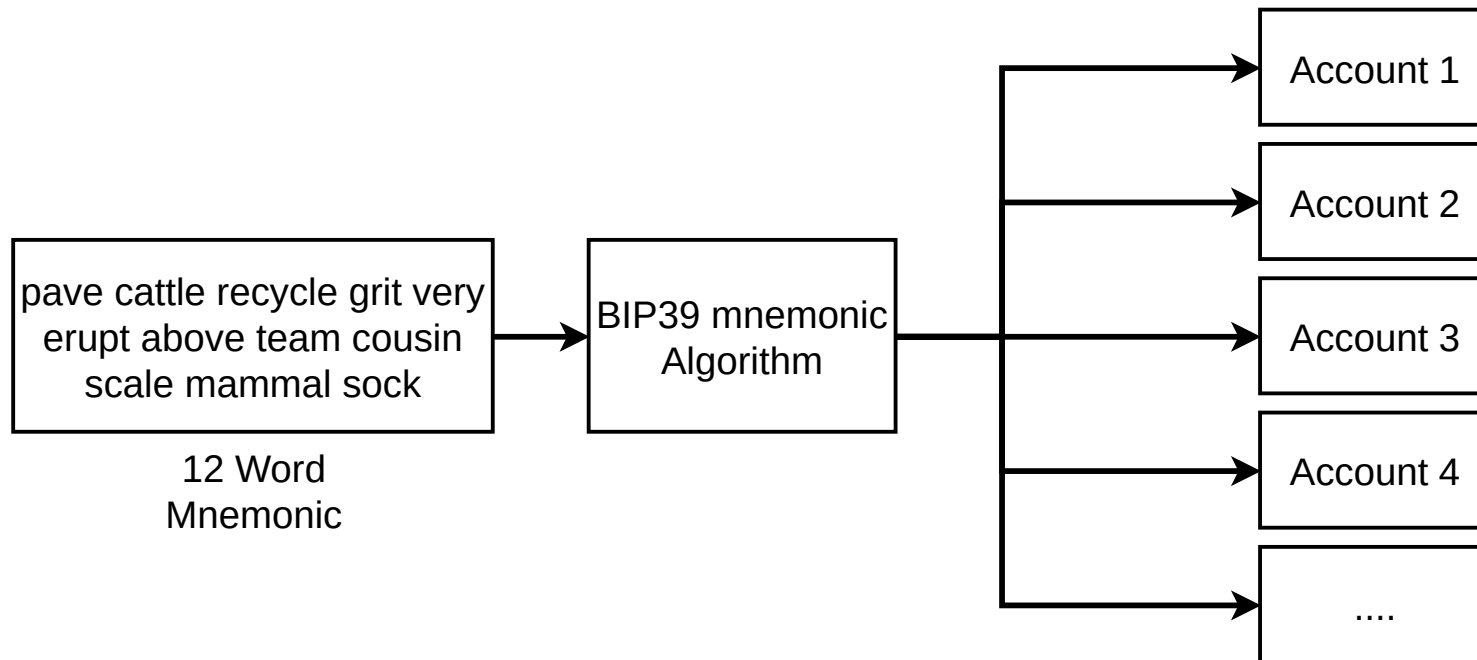 pave cattle recycle grit very
erupt above team cousin
scale mammal sock
12 Word
Mnemonic
BIP39 mnemonic
Algorithm
Account 1
Account 2
Account 3
Account 4
....